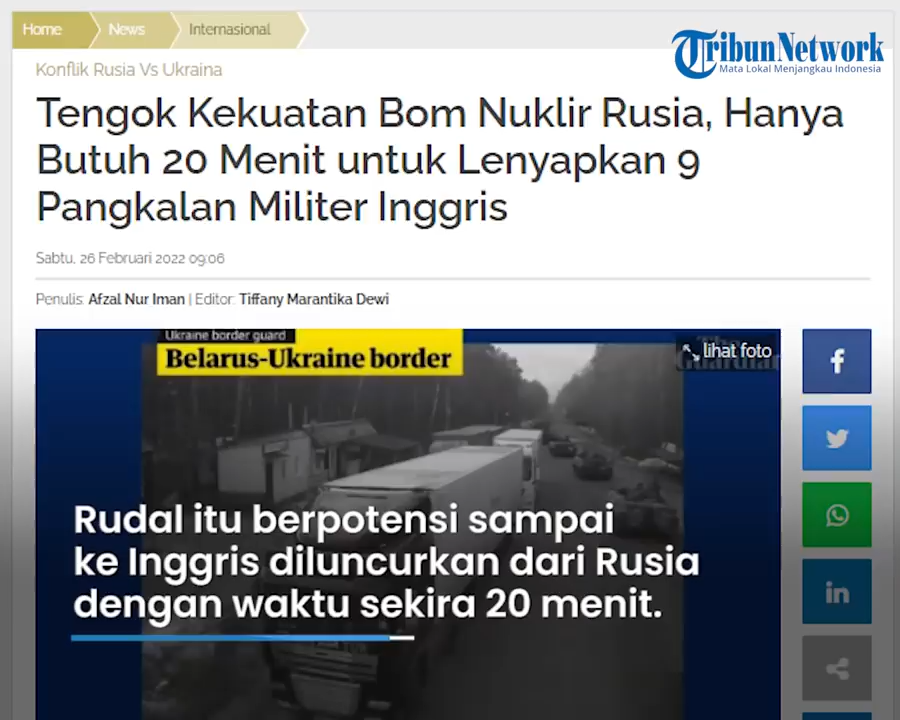 Home News Internasional
TribunNetwork
Mata Lokal Menjangkau Indonesia
Konflik Rusia Vs Ukraina
Tengok Kekuatan Bom Nuklir Rusia, Hanya
Butuh 20 Menit untuk Lenyapkan 9
Pangkalan Militer Inggris
Sabtu, 26 Februari 2022 09:06
Penulis: Afzal Nur Iman | Editor: Tiffany Marantika Dewi
Ukraine border guard
Belarus-Ukraine border
lihat foto
The Guardian
Rudal itu berpotensi sampai
ke Inggris diluncurkan dari Rusia
dengan waktu sekira 20 menit.